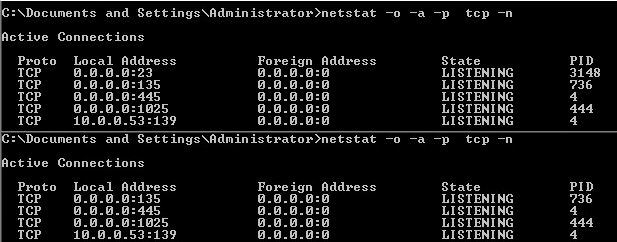 C:\Documents and Settings\Administrator>netstat -o -a -p  tcp -n
Active Connections
Proto  Local Address  Foreign Address  State  PID
TCP  0.0.0.0:23  0.0.0.0:0  LISTENING  3148
TCP  0.0.0.0:135  0.0.0.0:0  LISTENING  736
TCP  0.0.0.0:445  0.0.0.0:0  LISTENING  4
TCP  0.0.0.0:1025  0.0.0.0:0  LISTENING  444
TCP  10.0.0.53:139  0.0.0.0:0  LISTENING  4
C:\Documents and Settings\Administrator>netstat -o -a -p  tcp -n
Active Connections
Proto  Local Address  Foreign Address  State  PID
TCP  0.0.0.0:135  0.0.0.0:0  LISTENING  736
TCP  0.0.0.0:445  0.0.0.0:0  LISTENING  4
TCP  0.0.0.0:1025  0.0.0.0:0  LISTENING  444
TCP  10.0.0.53:139  0.0.0.0:0  LISTENING  4